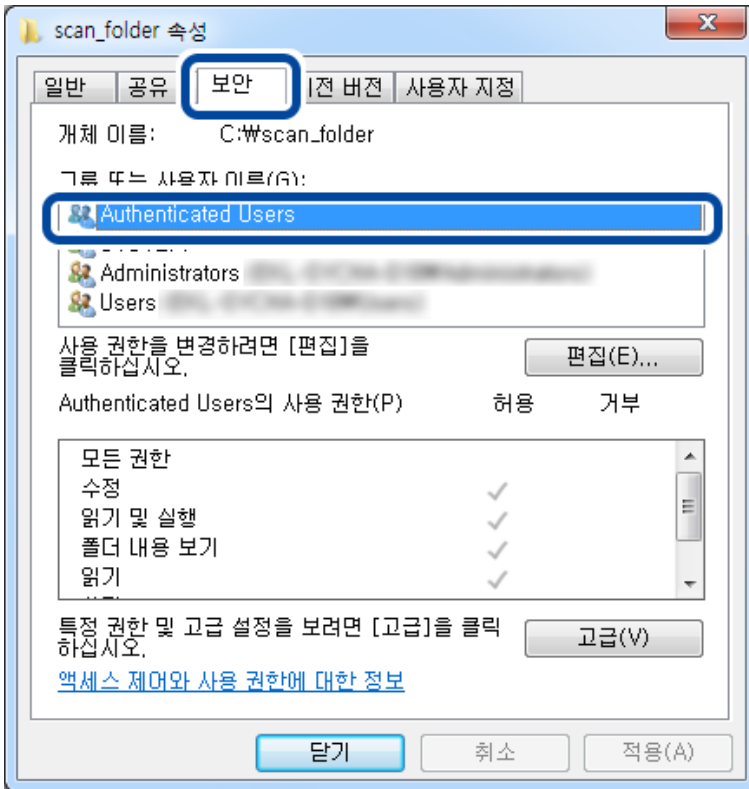 scan_folder 속성
일반 공유 보안 이전 버전 사용자 지정
개체 이름: C:₩scan_folder
그룹 또는 사용자 이름(G):
Authenticated Users
Administrators
Users
사용 권한을 변경하려면 [편집]을
클릭하십시오.
편집(E)...
Authenticated Users의 사용 권한(P) 허용 거부
모든 권한
수정
읽기 및 실행
폴더 내용 보기
읽기
특정 권한 및 고급 설정을 보려면 [고급]을 클릭
하십시오.
고급(V)
액세스 제어와 사용 권한에 대한 정보
닫기 취소 적용(A)